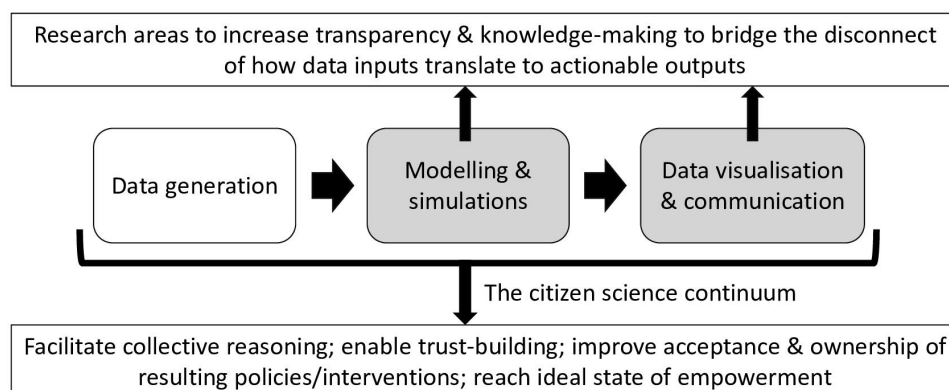 Research areas to increase transparency & knowledge-making to bridge the disconnect
of how data inputs translate to actionable outputs
Data generation
Modelling &
simulations
Data visualisation
& communication
The citizen science continuum
Facilitate collective reasoning; enable trust-building; improve acceptance & ownership of
resulting policies/interventions; reach ideal state of empowerment